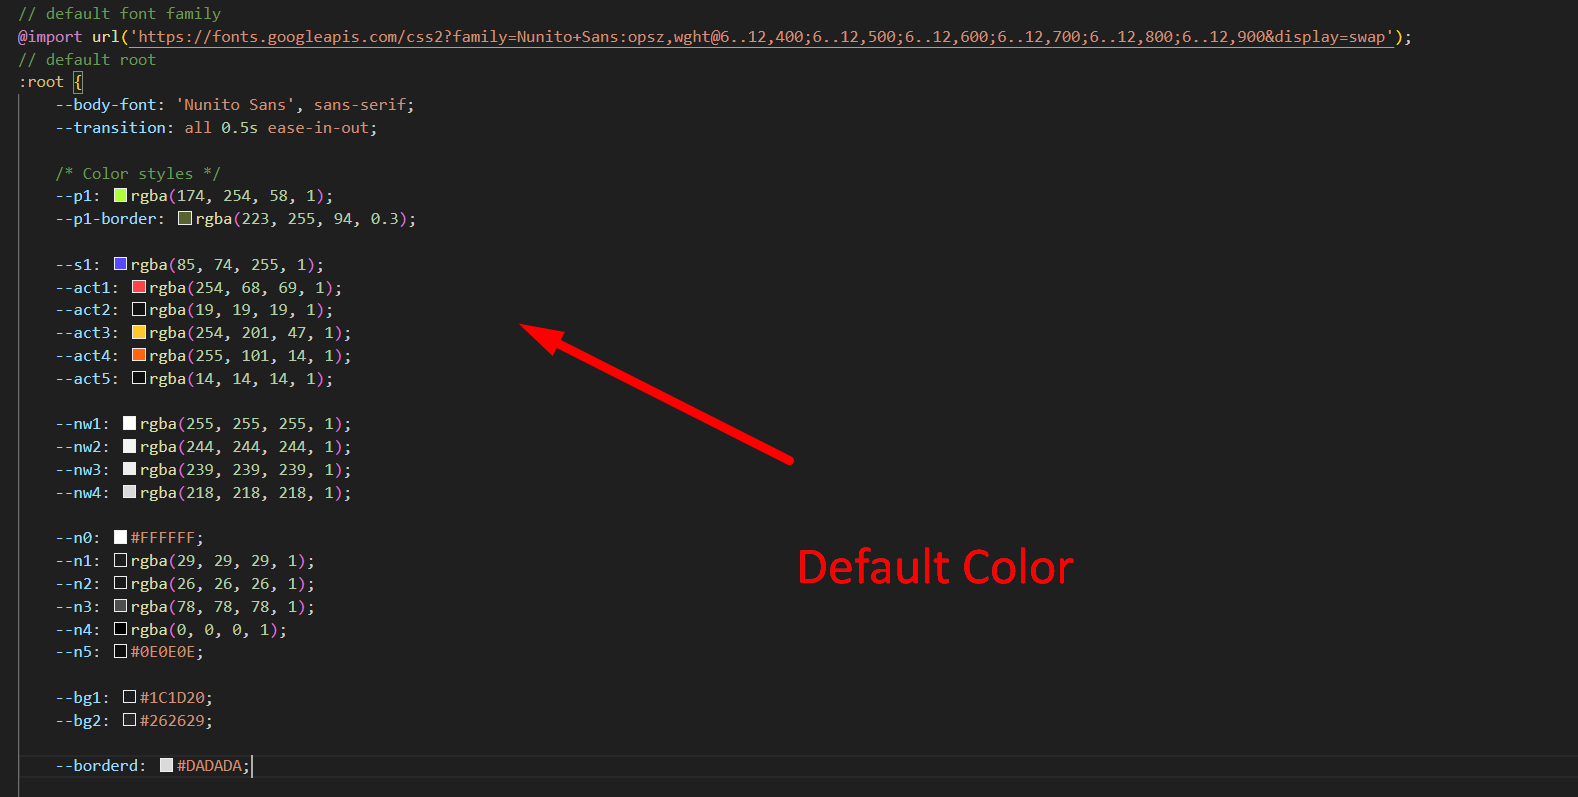 // default font family
@import url('https://fonts.googleapis.com/css2?family=Nunito+Sans:opsz,wght@6..12,400;6..12,500;6..12,600;6..12,700;6..12,800;6..12,900&display=swap');
// default root
:root {
--body-font: 'Nunito Sans', sans-serif;
--transition: all 0.5s ease-in-out;
/* Color styles */
--p1: rgba(174, 254, 58, 1);
--p1-border: rgba(223, 255, 94, 0.3);
--s1: rgba(85, 74, 255, 1);
--act1: rgba(254, 68, 69, 1);
--act2: rgba(19, 19, 19, 1);
--act3: rgba(254, 201, 47, 1);
--act4: rgba(255, 101, 14, 1);
--act5: rgba(14, 14, 14, 1);
--nw1: rgba(255, 255, 255, 1);
--nw2: rgba(244, 244, 244, 1);
--nw3: rgba(239, 239, 239, 1);
--nw4: rgba(218, 218, 218, 1);
--n0: #FFFFFF;
--n1: rgba(29, 29, 29, 1);
--n2: rgba(26, 26, 26, 1);
--n3: rgba(78, 78, 78, 1);
--n4: rgba(0, 0, 0, 1);
--n5: #0E0E0E;
--bg1: #1C1D20;
--bg2: #262629;
--borderd: #DADADA;
Default Color